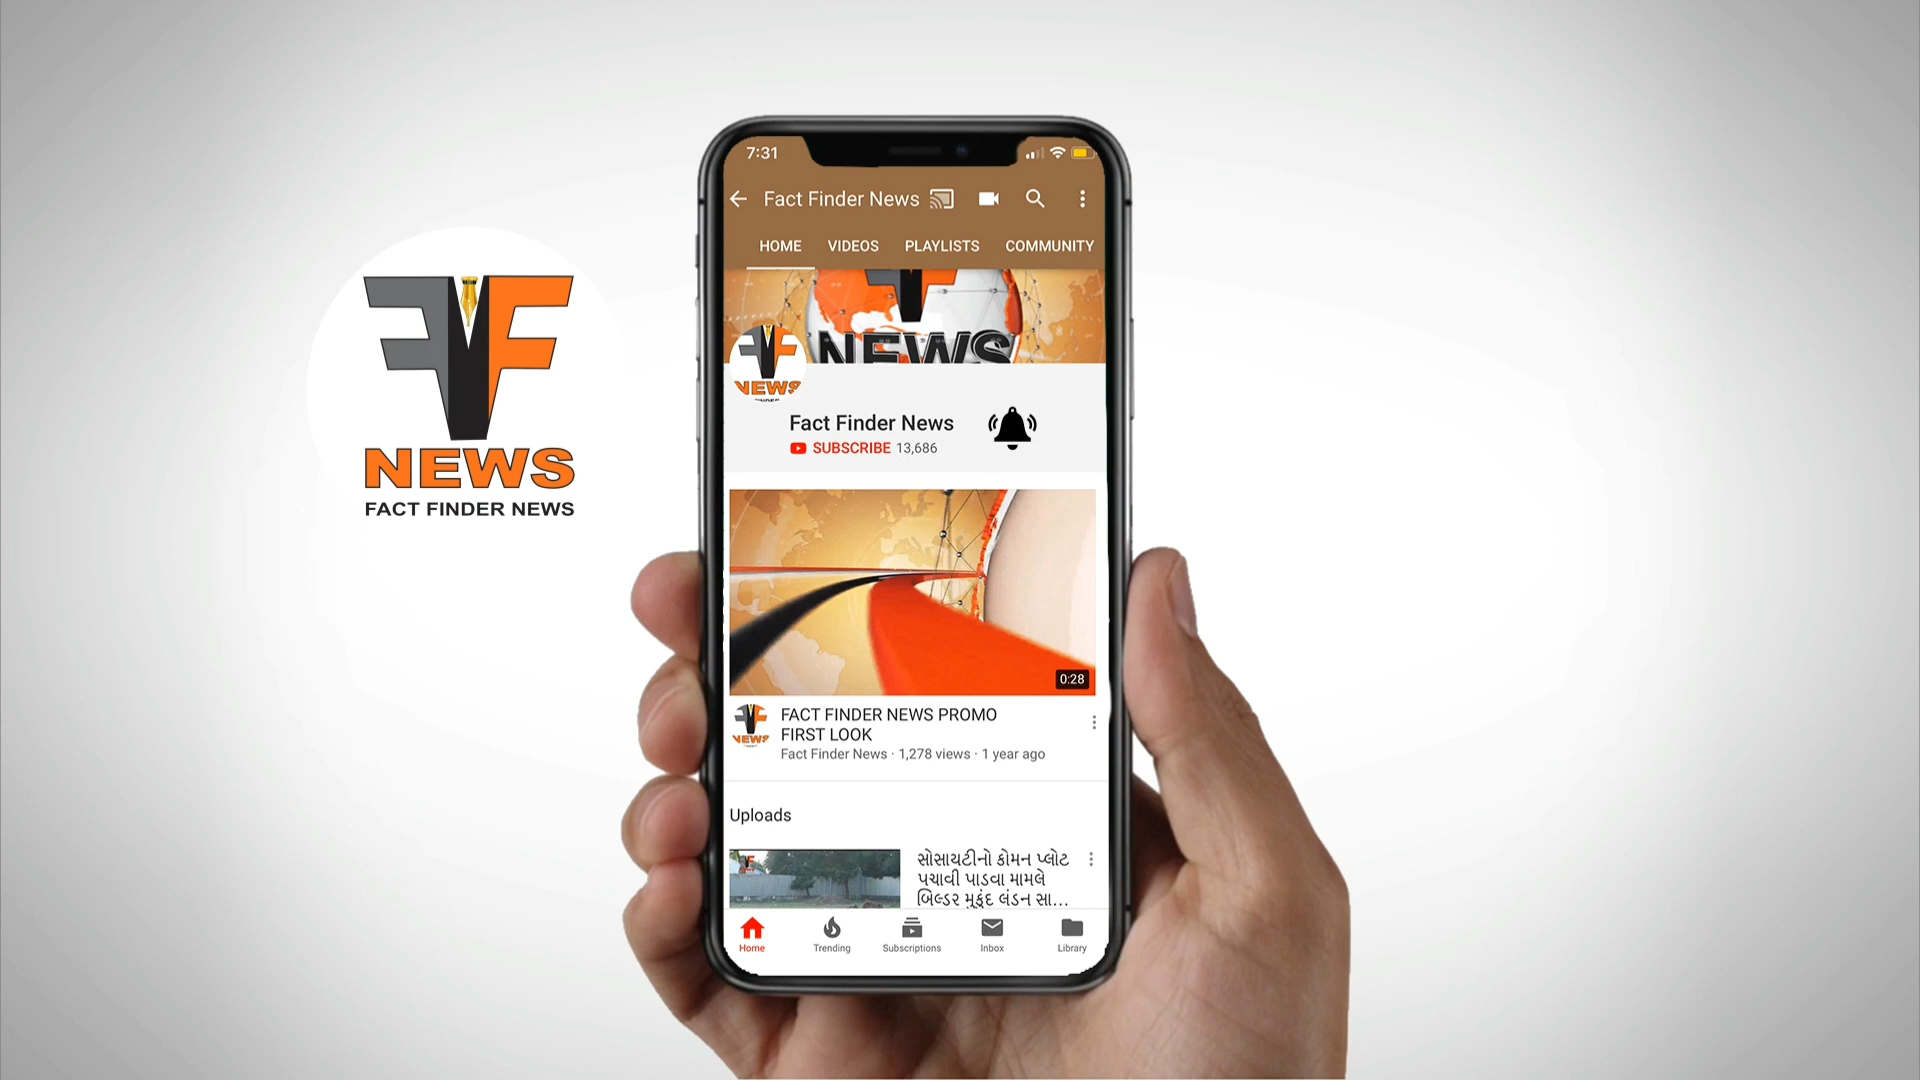 NEWS
FACT FINDER NEWS
7:31
Fact Finder News
HOME VIDEOS PLAYLISTS COMMUNITY
NEWS
NEWS
Fact Finder News
SUBSCRIBE 13,686
0:28
FACT FINDER NEWS PROMO
FIRST LOOK
NEWS
Fact Finder News · 1,278 views · 1 year ago
Uploads
સોસાયટીનો કોમન પ્લોટ
પચાવી પાડવા મામલે
બિલ્ડર મૂકુંદ લંડન સા...
Home Trending Subscriptions Inbox Library